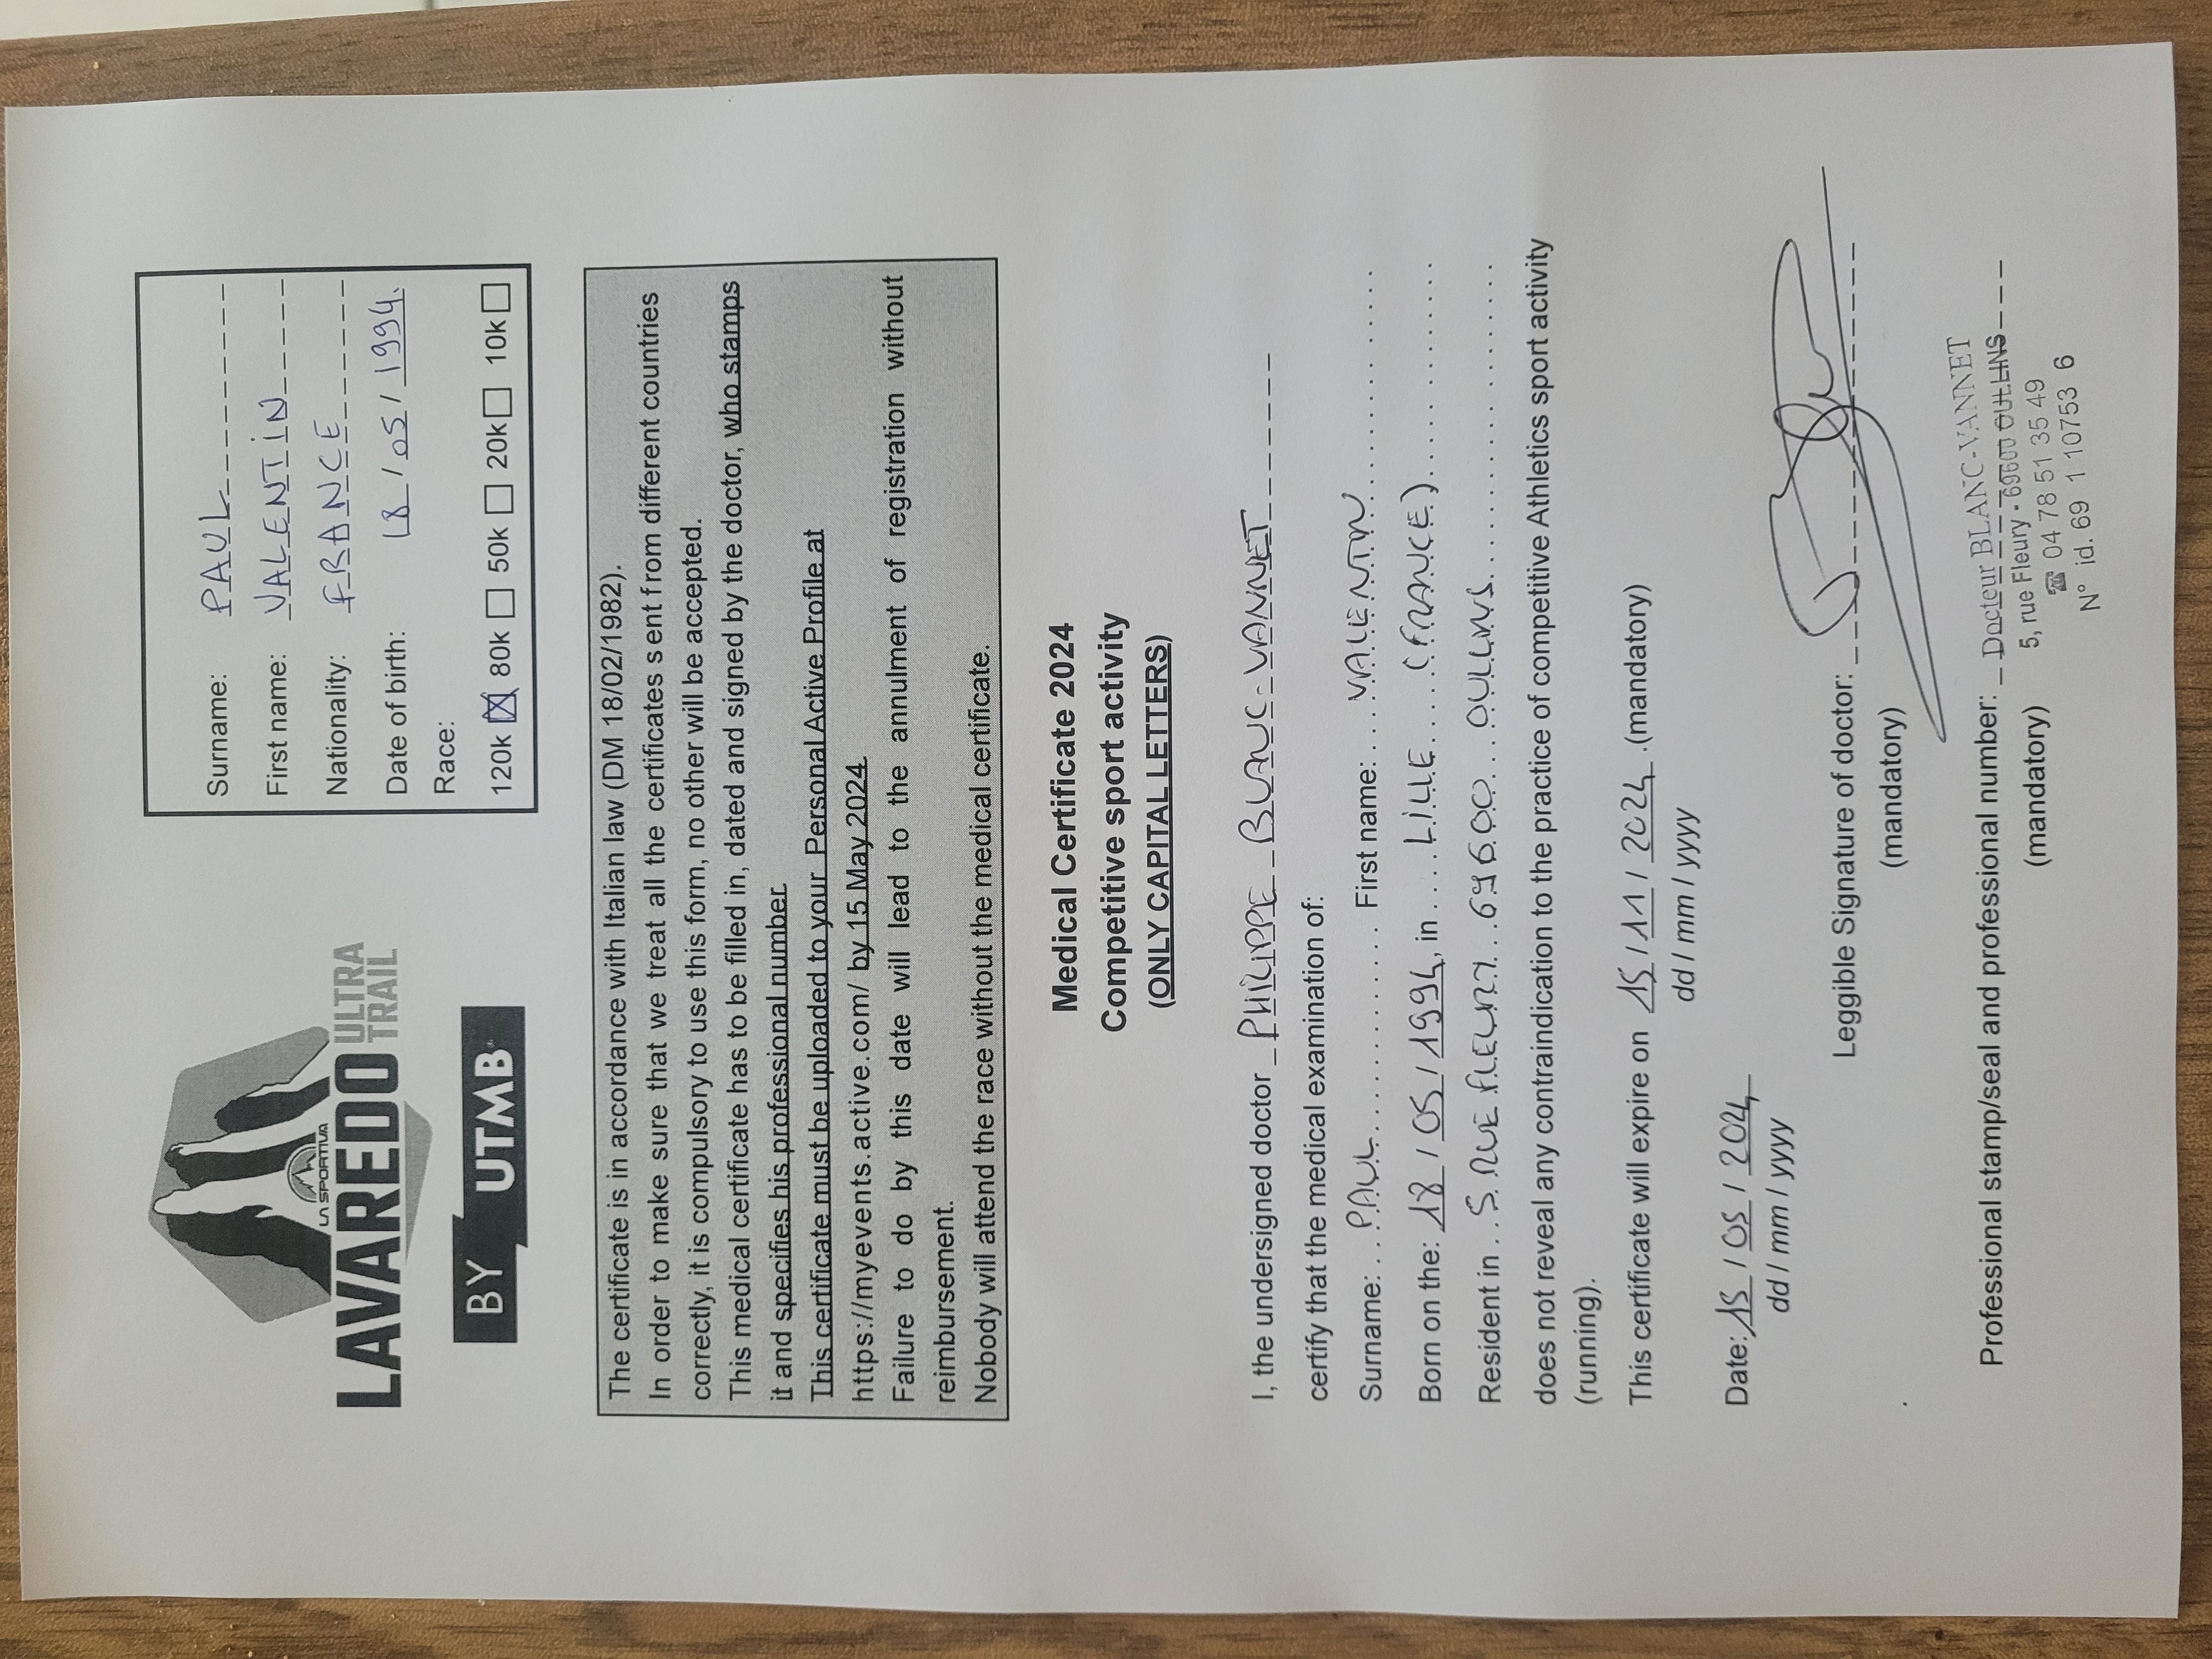 LA SPORTIVA
LAVAREDO ULTRA TRAIL
BY UTMB
Surname: PAUL
First name: VALENTIN
Nationality: FRANCE
Date of birth: 18 / 05 / 1994.
Race:
120k ☒ 80k ☐ 50k ☐ 20k ☐ 10k ☐
The certificate is in accordance with Italian law (DM 18/02/1982).
In order to make sure that we treat all the certificates sent from different countries
correctly, it is compulsory to use this form, no other will be accepted.
This medical certificate has to be filled in, dated and signed by the doctor, who stamps
it and specifies his professional number.
This certificate must be uploaded to your Personal Active Profile at
https://myevents.active.com/ by 15 May 2024.
Failure to do by this date will lead to the annulment of registration without
reimbursement.
Nobody will attend the race without the medical certificate.
Medical Certificate 2024
Competitive sport activity
(ONLY CAPITAL LETTERS)
I, the undersigned doctor PHILIPPE BLANC-VANNET
certify that the medical examination of:
Surname: PAUL First name: VALENTIN
Born on the: 18 / 05 / 1994, in LILLE (FRANCE)
Resident in 5 RUE FLEURY 69600 OULLINS
does not reveal any contraindication to the practice of competitive Athletics sport activity
(running).
This certificate will expire on 15 / 11 / 2024 .(mandatory)
dd / mm / yyyy
Date: 15 / 05 / 2024
dd / mm / yyyy
Leggible Signature of doctor:
(mandatory)
Professional stamp/seal and professional number:
(mandatory)
Docteur BLANC-VANNET
5, rue Fleury - 69600 OULLINS
☎ 04 78 51 35 49
N° id. 69 1 10753 6